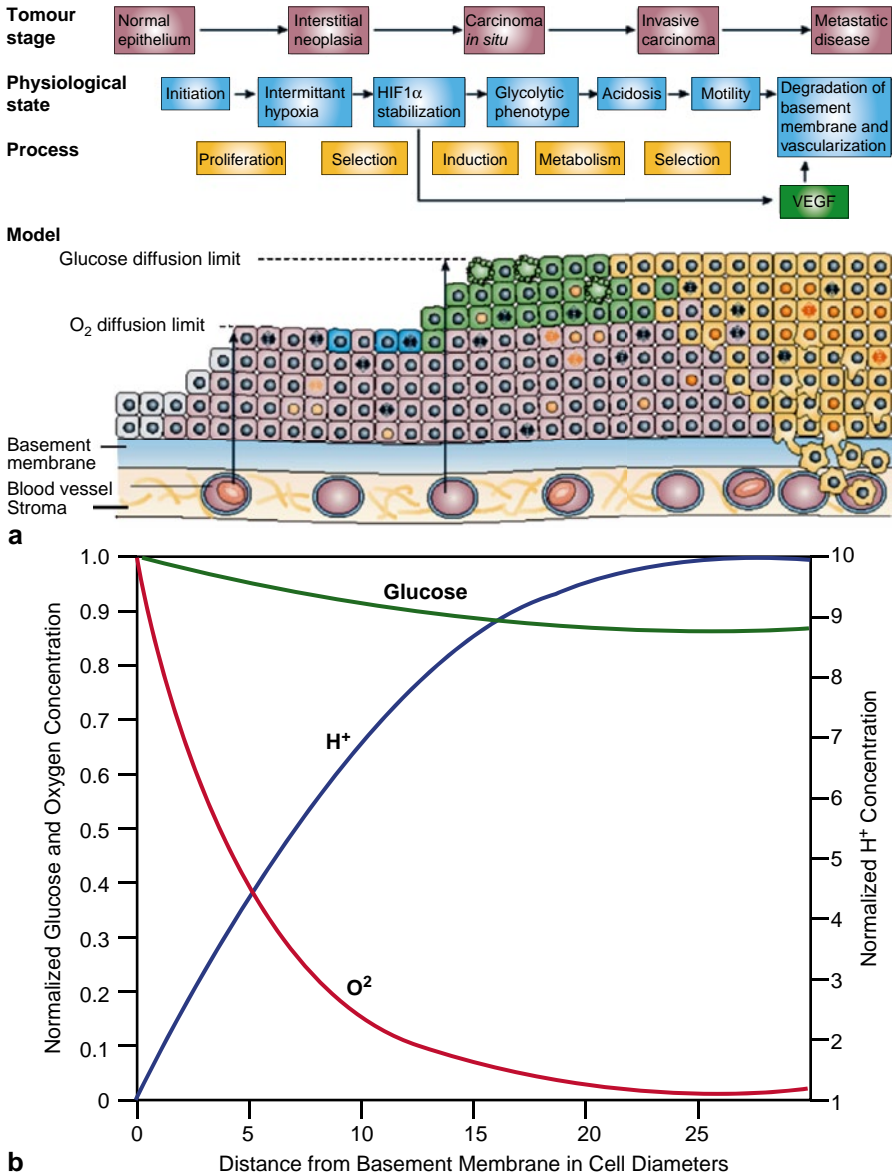 Tomour
stage
Normal
epithelium
Interstitial
neoplasia
Carcinoma
in situ
Invasive
carcinoma
Metastatic
disease
Physiological
state
Initiation
Intermittant
hypoxia
HIF1α
stabilization
Glycolytic
phenotype
Acidosis
Motility
Degradation of
basement
membrane and
vascularization
Process
Proliferation
Selection
Induction
Metabolism
Selection
VEGF
Model
Glucose diffusion limit
O2 diffusion limit
Basement
membrane
Blood vessel
Stroma
a
Normalized Glucose and Oxygen Concentration
1.0
0.9
0.8
0.7
0.6
0.5
0.4
0.3
0.2
0.1
0
Glucose
H+
O2
10
9
8
7
6
5
4
3
2
1
Normalized H+ Concentration
0
5
10
15
20
25
b
Distance from Basement Membrane in Cell Diameters